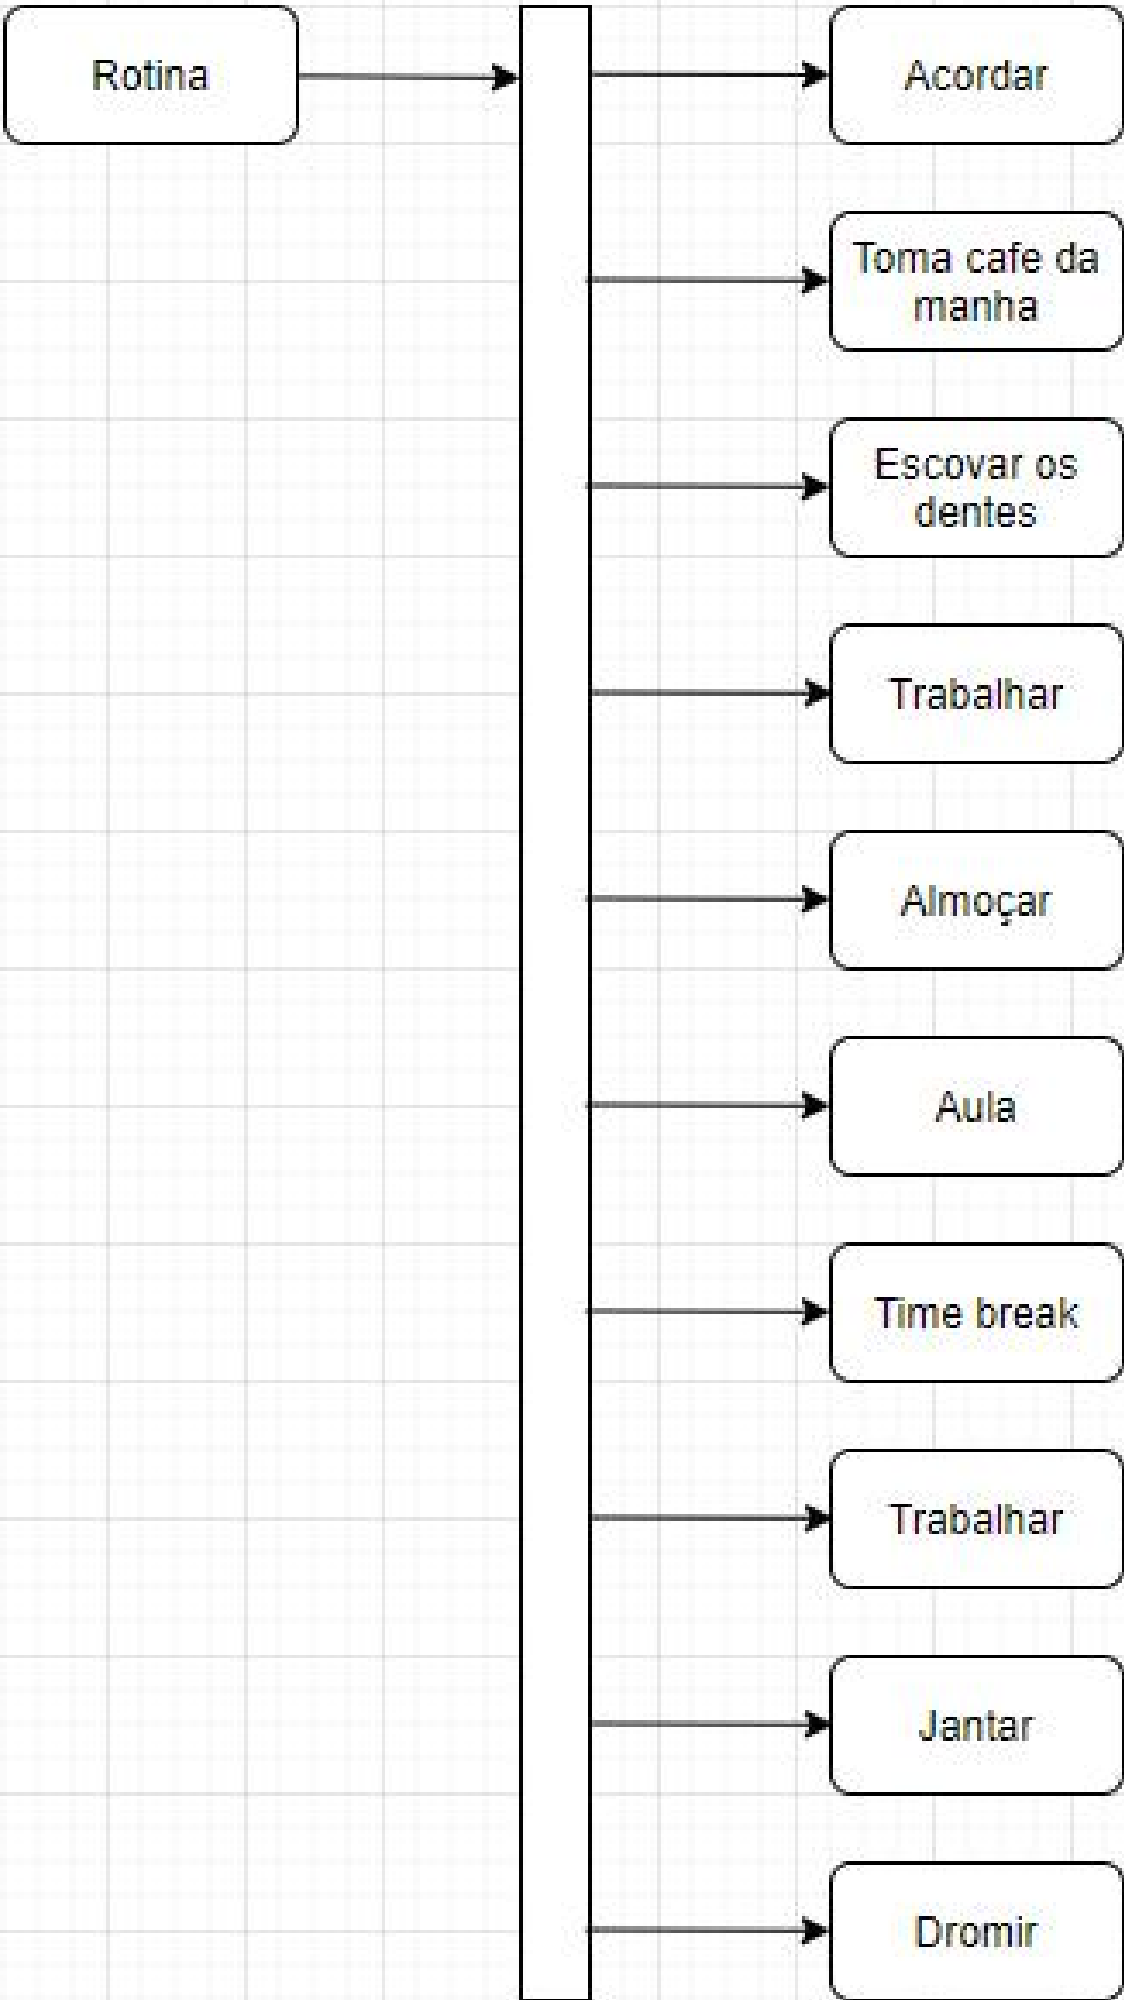 Rotina
Acordar
Toma cafe da
manha
Escovar os
dentes
Trabalhar
Almoçar
Aula
Time break
Trabalhar
Jantar
Dromir